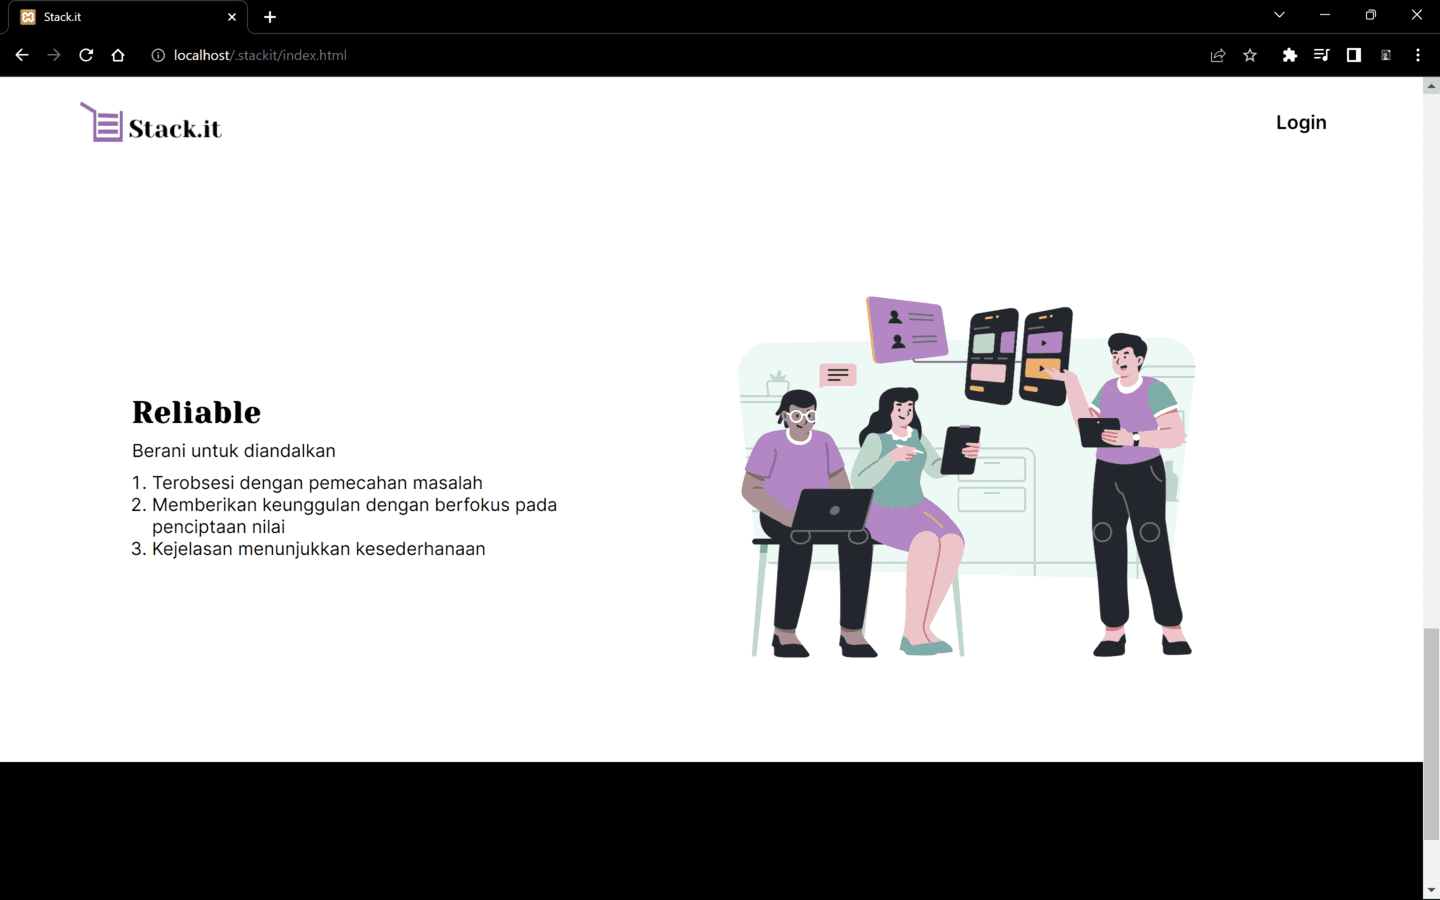 Stack.it
localhost/.stackit/index.html
Stack.it
Login
Reliable
Berani untuk diandalkan
1. Terobsesi dengan pemecahan masalah
2. Memberikan keunggulan dengan berfokus pada
penciptaan nilai
3. Kejelasan menunjukkan kesederhanaan